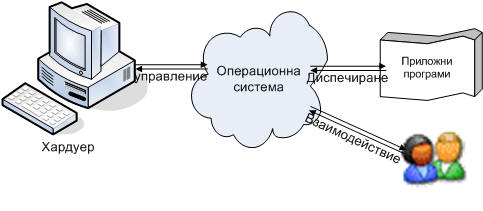 управление
Операционна
система
Диспечиране
Приложни
програми
Взаимодействие
Хардуер